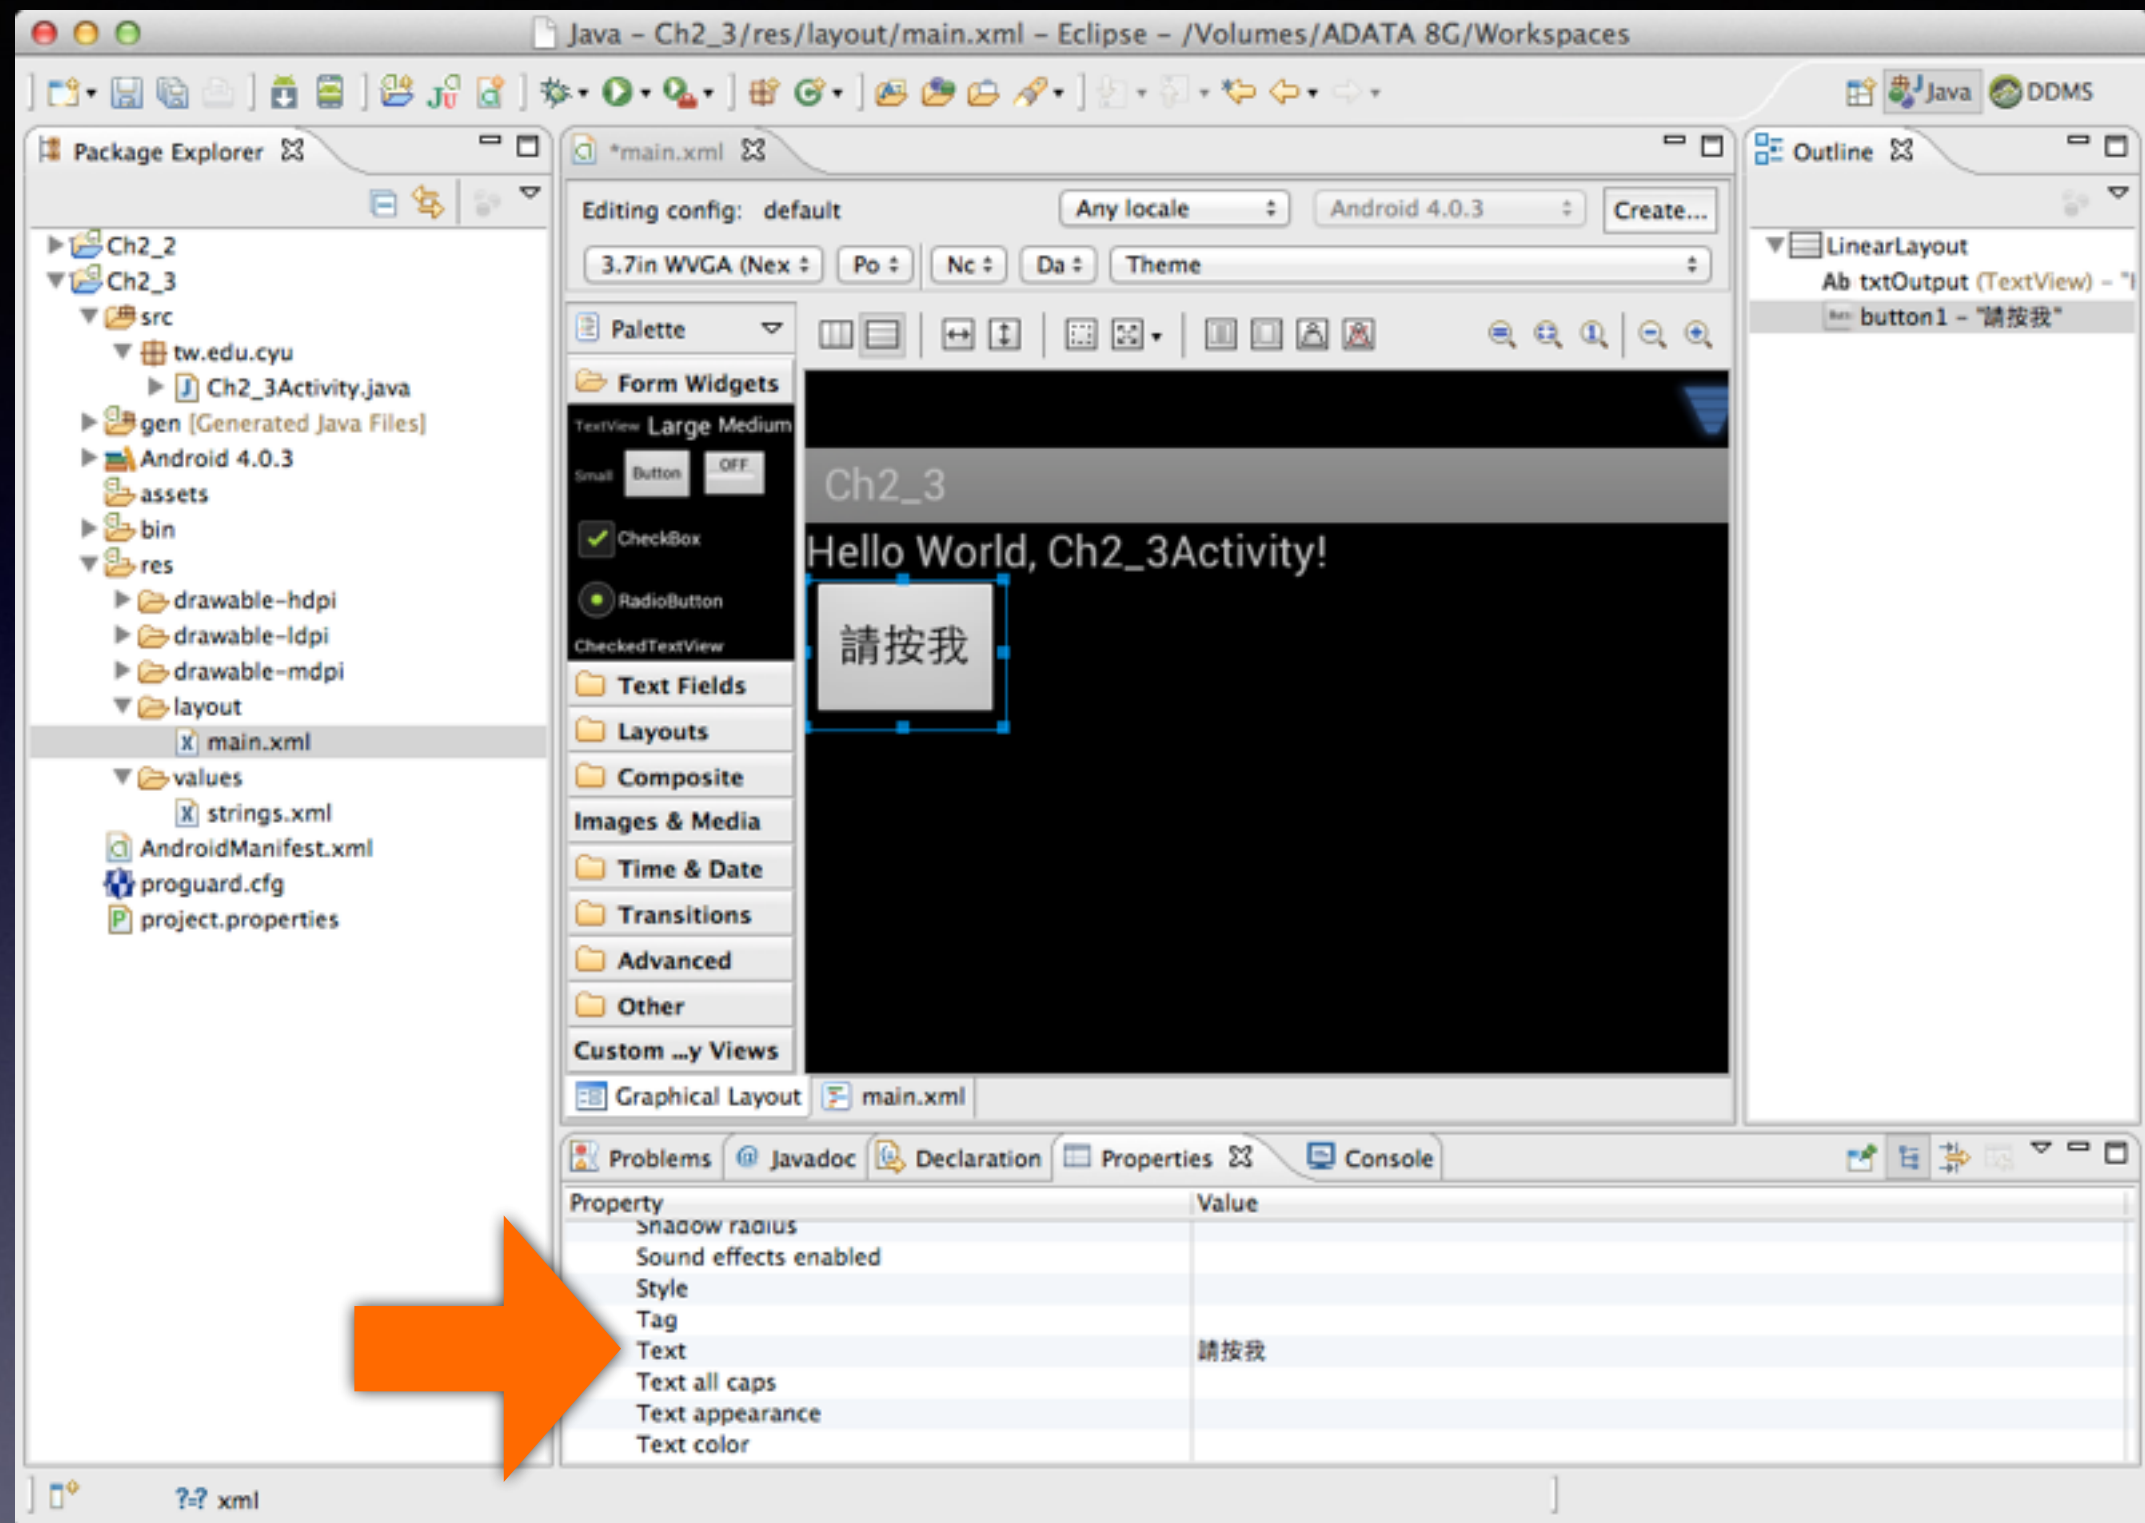 Java – Ch2_3/res/layout/main.xml – Eclipse – /Volumes/ADATA 8G/Workspaces
Java
DDMS
Package Explorer
Ch2_2
Ch2_3
src
tw.edu.cyu
Ch2_3Activity.java
gen [Generated Java Files]
Android 4.0.3
assets
bin
res
drawable-hdpi
drawable-ldpi
drawable-mdpi
layout
main.xml
values
strings.xml
AndroidManifest.xml
proguard.cfg
project.properties
*main.xml
Editing config: default
Any locale
Android 4.0.3
Create...
3.7in WVGA (Nex
Po
Nc
Da
Theme
Palette
Form Widgets
TextView Large Medium
Small Button OFF
CheckBox
RadioButton
CheckedTextView
Text Fields
Layouts
Composite
Images & Media
Time & Date
Transitions
Advanced
Other
Custom ...y Views
Ch2_3
Hello World, Ch2_3Activity!
請按我
Graphical Layout
main.xml
Outline
LinearLayout
Ab txtOutput (TextView) – "
button1 – "請按我"
Problems
Javadoc
Declaration
Properties
Console
Property Value
Shadow radius
Sound effects enabled
Style
Tag
Text 請按我
Text all caps
Text appearance
Text color
?=? xml